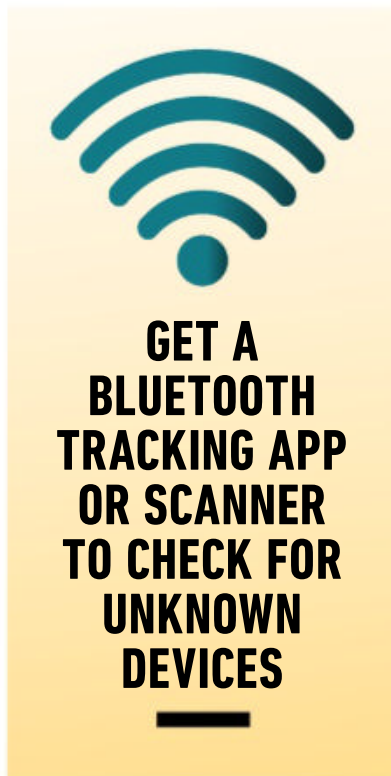 GET A
BLUETOOTH
TRACKING APP
OR SCANNER
TO CHECK FOR
UNKNOWN
DEVICES